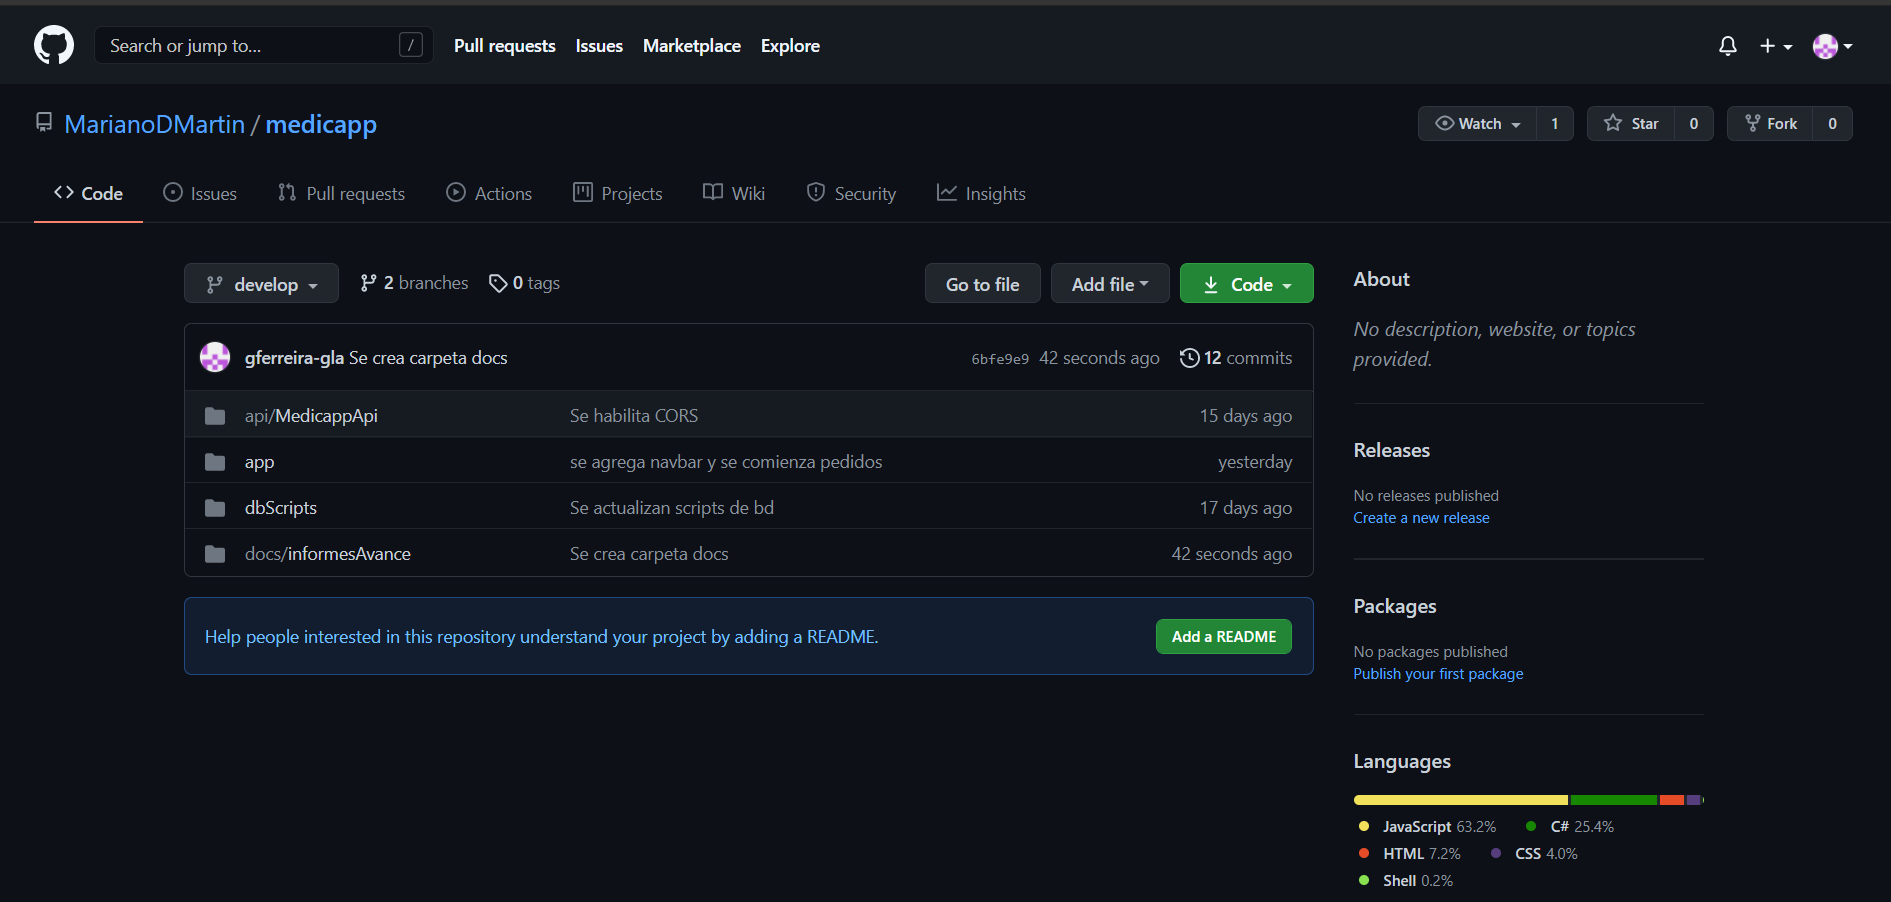 Search or jump to... /
Pull requests Issues Marketplace Explore
MarianoDMartin / medicapp
Watch 1 Star 0 Fork 0
Code Issues Pull requests Actions Projects Wiki Security Insights
develop 2 branches 0 tags Go to file Add file Code
gferreira-gla Se crea carpeta docs 6bfe9e9 42 seconds ago 12 commits
api/MedicappApi Se habilita CORS 15 days ago
app se agrega navbar y se comienza pedidos yesterday
dbScripts Se actualizan scripts de bd 17 days ago
docs/informesAvance Se crea carpeta docs 42 seconds ago
Help people interested in this repository understand your project by adding a README. Add a README
About
No description, website, or topics
provided.
Releases
No releases published
Create a new release
Packages
No packages published
Publish your first package
Languages
JavaScript 63.2% C# 25.4%
HTML 7.2% CSS 4.0%
Shell 0.2%